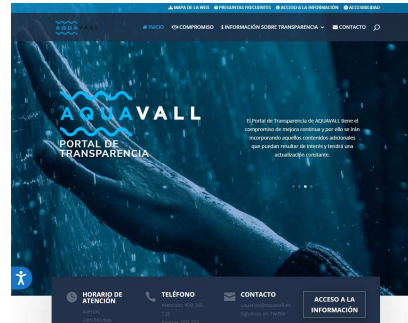 MAPA DE LA WEB PREGUNTAS FRECUENTES ACCESO A LA INFORMACIÓN ACCESIBILIDAD
AQUAVALL
INICIO COMPROMISO INFORMACIÓN SOBRE TRANSPARENCIA CONTACTO
AQUAVALL
PORTAL DE
TRANSPARENCIA
El Portal de Transparencia de AQUAVALL tiene el
compromiso de mejora continua y por ello se irán
incorporando aquellos contenidos adicionales
que puedan resultar de interés y tendrá una
actualización constante.
HORARIO DE
ATENCIÓN
TELÉFONO
CONTACTO
ACCESO A LA
INFORMACIÓN